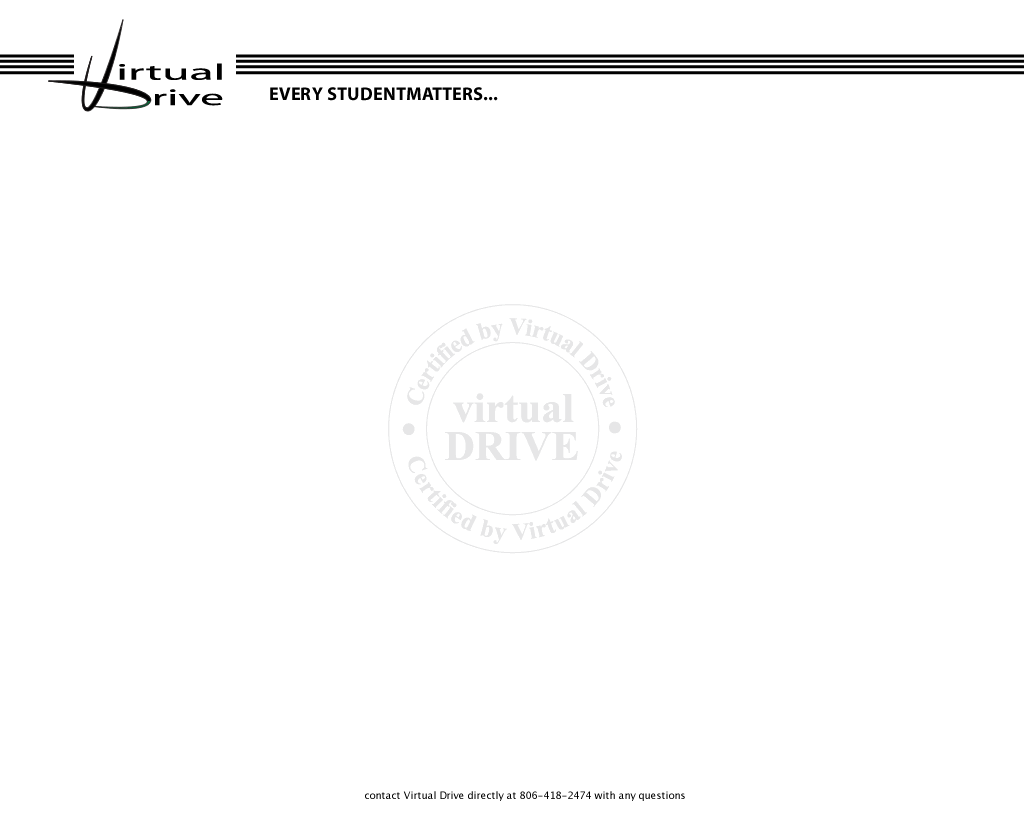 Virtual
Drive
EVERY STUDENTMATTERS...
Certified by Virtual Drive
virtual
DRIVE
Certified by Virtual Drive
contact Virtual Drive directly at 806-418-2474 with any questions